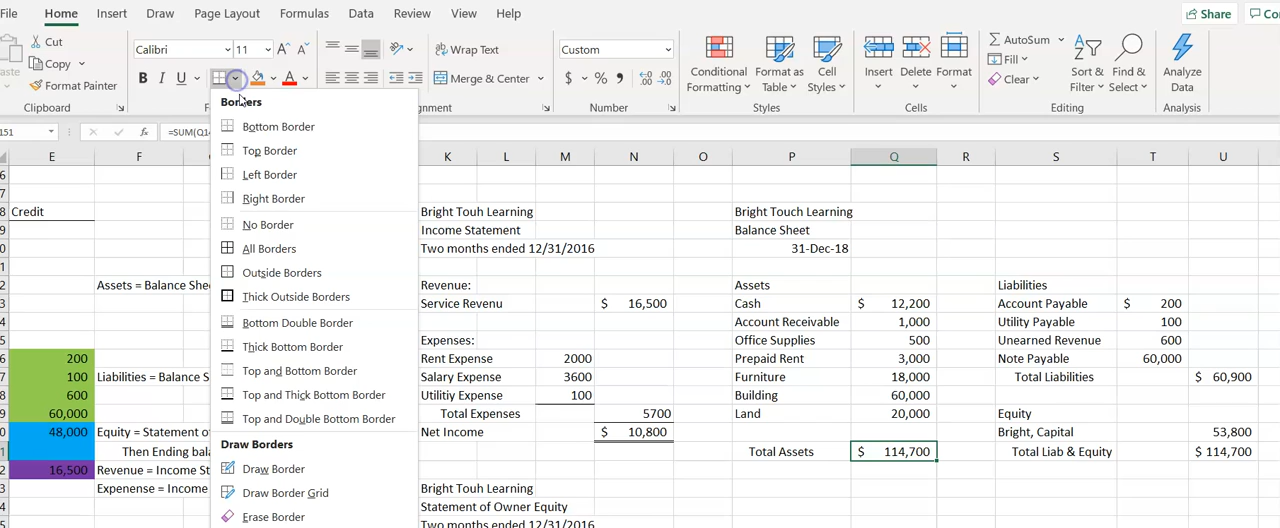 File Home Insert Draw Page Layout Formulas Data Review View Help Share
Cut Calibri 11 Wrap Text Custom AutoSum
Copy Conditional Format as Cell Insert Delete Format Fill Sort & Find & Analyze
Format Painter Merge & Center $ % Formatting Table Styles Clear Filter Select Data
Clipboard Number Styles Cells Editing Analysis
Borders
Bottom Border
Top Border
Left Border
Right Border
No Border
All Borders
Outside Borders
Thick Outside Borders
Bottom Double Border
Thick Bottom Border
Top and Bottom Border
Top and Thick Bottom Border
Top and Double Bottom Border
Draw Borders
Draw Border
Draw Border Grid
Erase Border
E F K L M N O P Q R S T U
Credit Bright Touh Learning Bright Touch Learning
Income Statement Balance Sheet
Two months ended 12/31/2016 31-Dec-18
Assets = Balance Revenue: Assets Liabilities
Service Revenu $ 16,500 Cash $ 12,200 Account Payable $ 200
Account Receivable 1,000 Utility Payable 100
Expenses: Office Supplies 500 Unearned Revenue 600
200 Rent Expense 2000 Prepaid Rent 3,000 Note Payable 60,000
100 Liabilities = Balance S Salary Expense 3600 Furniture 18,000 Total Liabilities $ 60,900
600 Utilitiy Expense 100 Building 60,000
60,000 Total Expenses 5700 Land 20,000 Equity
48,000 Equity = Statement of Net Income $ 10,800 Bright, Capital 53,800
Then Ending Total Assets $ 114,700 Total Liab & Equity $ 114,700
16,500 Revenue = Income St
Expenense = Income Bright Touh Learning
Statement of Owner Equity
Two months ended 12/31/2016